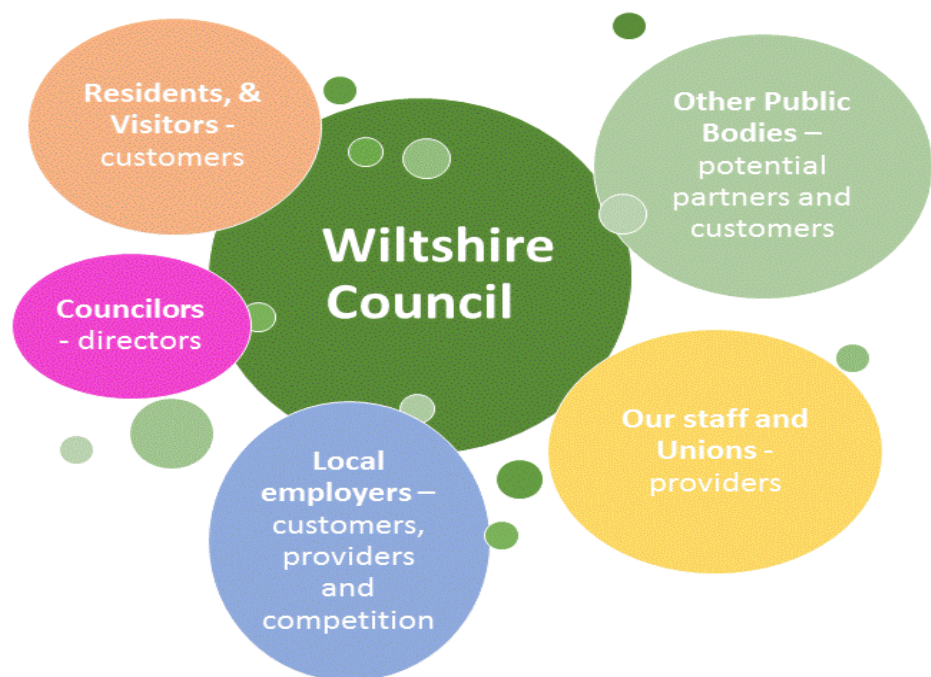 Residents, &
Visitors -
customers
Other Public
Bodies –
potential
partners and
customers
Wiltshire
Council
Councilors
- directors
Our staff and
Unions -
providers
Local
employers –
customers,
providers
and
competition